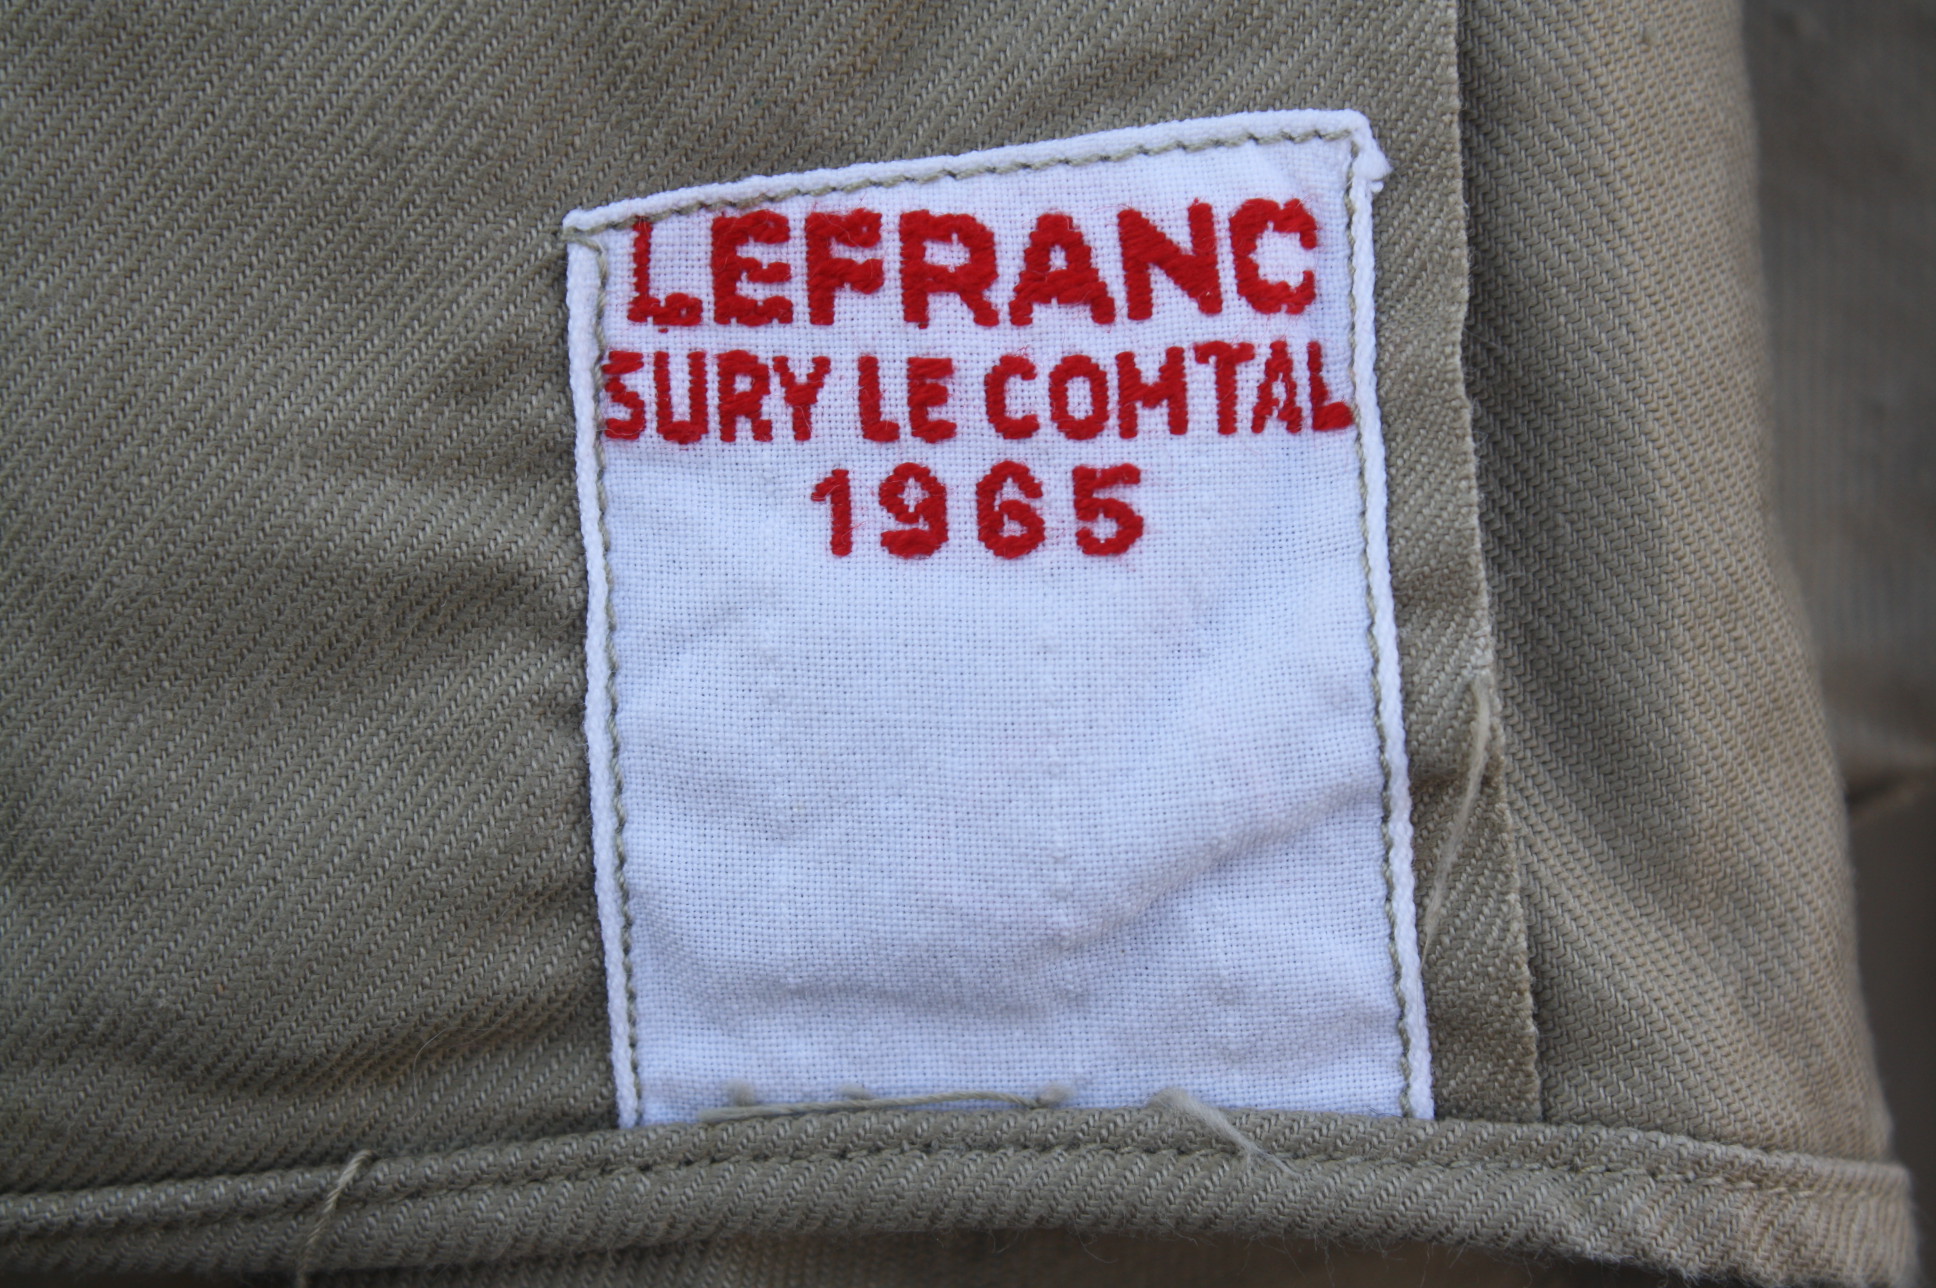 LEFRANC
SURY LE COMTAL
1965